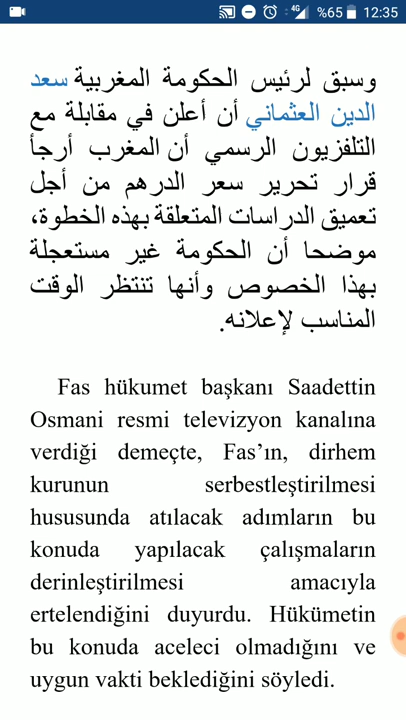 4G %65 12:35
وسبق لرئيس الحكومة المغربية سعد
الدين العثماني أن أعلن في مقابلة مع
التلفزيون الرسمي أن المغرب أرجأ
قرار تحرير سعر الدرهم من أجل
تعميق الدراسات المتعلقة بهذه الخطوة،
موضحا أن الحكومة غير مستعجلة
بهذا الخصوص وأنها تنتظر الوقت
المناسب لإعلانه.
Fas hükumet başkanı Saadettin
Osmani resmi televizyon kanalına
verdiği demeçte, Fas’ın, dirhem
kurunun serbestleştirilmesi
hususunda atılacak adımların bu
konuda yapılacak çalışmaların
derinleştirilmesi amacıyla
ertelendiğini duyurdu. Hükümetin
bu konuda aceleci olmadığını ve
uygun vakti beklediğini söyledi.